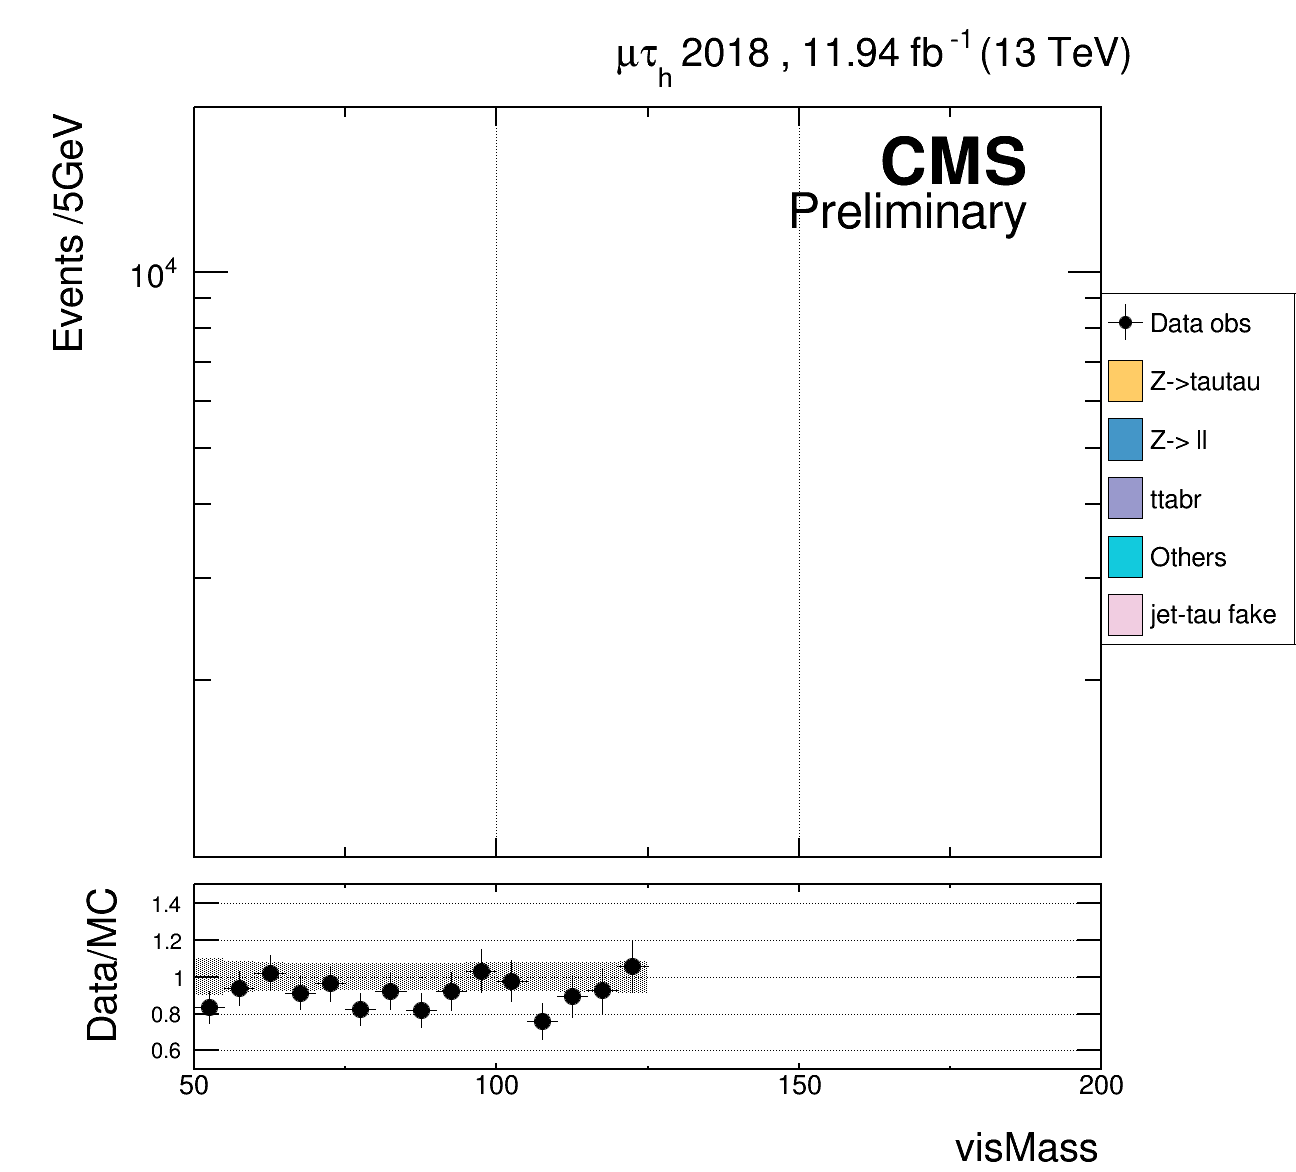 μτh 2018 , 11.94 fb-1 (13 TeV)
Events /5GeV
CMS
Preliminary
10^4
Data obs
Z->tautau
Z-> ll
ttabr
Others
jet-tau fake
Data/MC
1.4
1.2
1
0.8
0.6
50 100 150 200
visMass